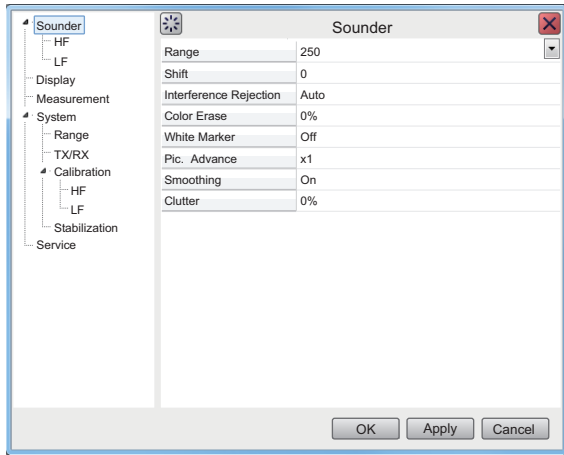 Sounder
HF
LF
Display
Measurement
System
Range
TX/RX
Calibration
HF
LF
Stabilization
Service
Sounder
Range 250
Shift 0
Interference Rejection Auto
Color Erase 0%
White Marker Off
Pic. Advance x1
Smoothing On
Clutter 0%
OK Apply Cancel